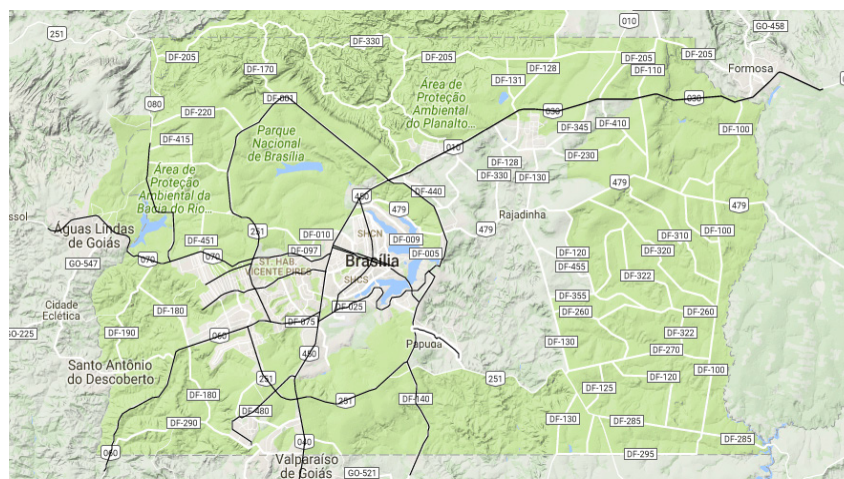 010
GO-458
251
DF-330
DF-205
DF-205
DF-205
DF-205
Formosa
DF-170
DF-128
DF-110
DF-131
Área de
Proteção
Ambiental
do Planalto...
DF-001
030
080
DF-220
030
DF-345
DF-410
DF-100
Parque
Nacional
de Brasília
DF-415
010
DF-230
DF-128
DF-330
DF-130
Área de
Proteção
Ambiental da
Bacia do Rio...
479
DF-440
450
479
479
Rajadinha
479
Águas Lindas
de Goiás
251
DF-010
SHCN
DF-009
DF-310
DF-100
DF-451
DF-097
DF-005
DF-120
DF-320
070
070
GO-547
ST. HAB.
VICENTE PIRES
Brasília
DF-455
DF-322
SHCS
Cidade
Eclética
DF-180
DF-025
DF-355
DF-260
DF-260
DF-075
GO-225
DF-190
060
DF-322
DF-130
Papuda
450
DF-270
Santo Antônio
do Descoberto
251
251
DF-120
DF-100
DF-125
DF-180
251
DF-140
DF-480
DF-290
DF-130
DF-285
DF-285
040
060
DF-295
Valparaíso
de Goiás
GO-521